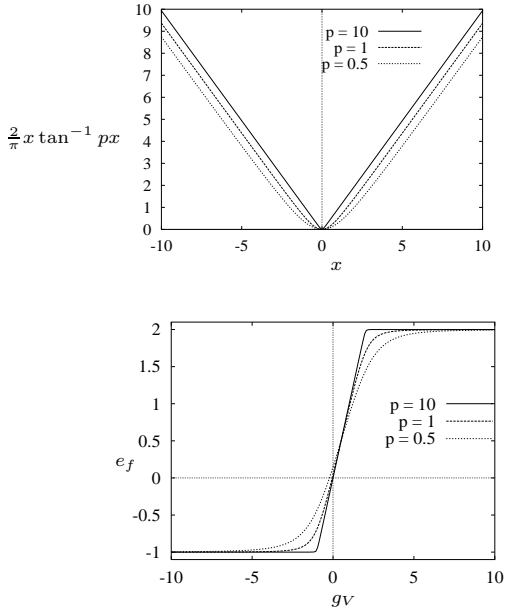 10
9
8
7
6
5
4
3
2
1
0
2/π x tan⁻¹ px
p = 10
p = 1
p = 0.5
-10 -5 0 5 10
x
2
1.5
1
0.5
0
-0.5
-1
e_f
p = 10
p = 1
p = 0.5
-10 -5 0 5 10
g_V